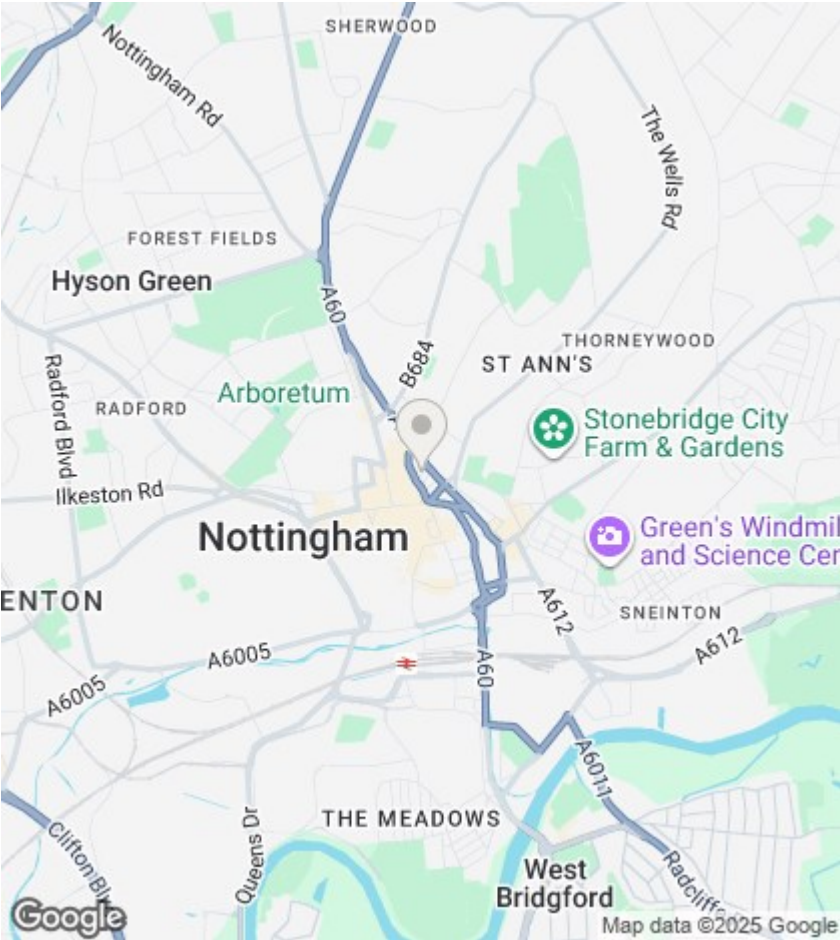 SHERWOOD
Nottingham Rd
The Wells Rd
FOREST FIELDS
Hyson Green
A60
THORNEYWOOD
B684
ST ANN'S
Radford Blvd
Arboretum
RADFORD
Stonebridge City
Farm & Gardens
Ilkeston Rd
Nottingham
Green's Windmil
and Science Cen
ENTON
A612
SNEINTON
A6005
A60
A612
A6005
A6011
THE MEADOWS
Queens Dr
Clifton Blv
West
Bridgford
Radcliffe
Google
Map data ©2025 Google